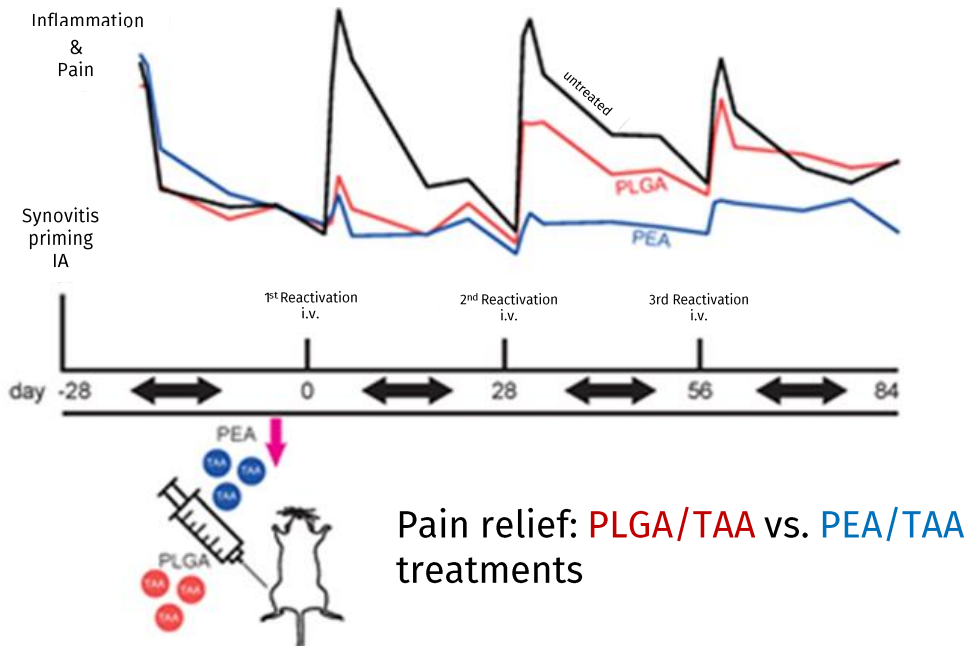 Inflammation
&
Pain
untreated
PLGA
PEA
Synovitis
priming
IA
1st Reactivation
i.v.
2nd Reactivation
i.v.
3rd Reactivation
i.v.
day -28 0 28 56 84
PEA
TAA
TAA
TAA
PLGA
TAA
TAA
TAA
Pain relief: PLGA/TAA vs. PEA/TAA
treatments